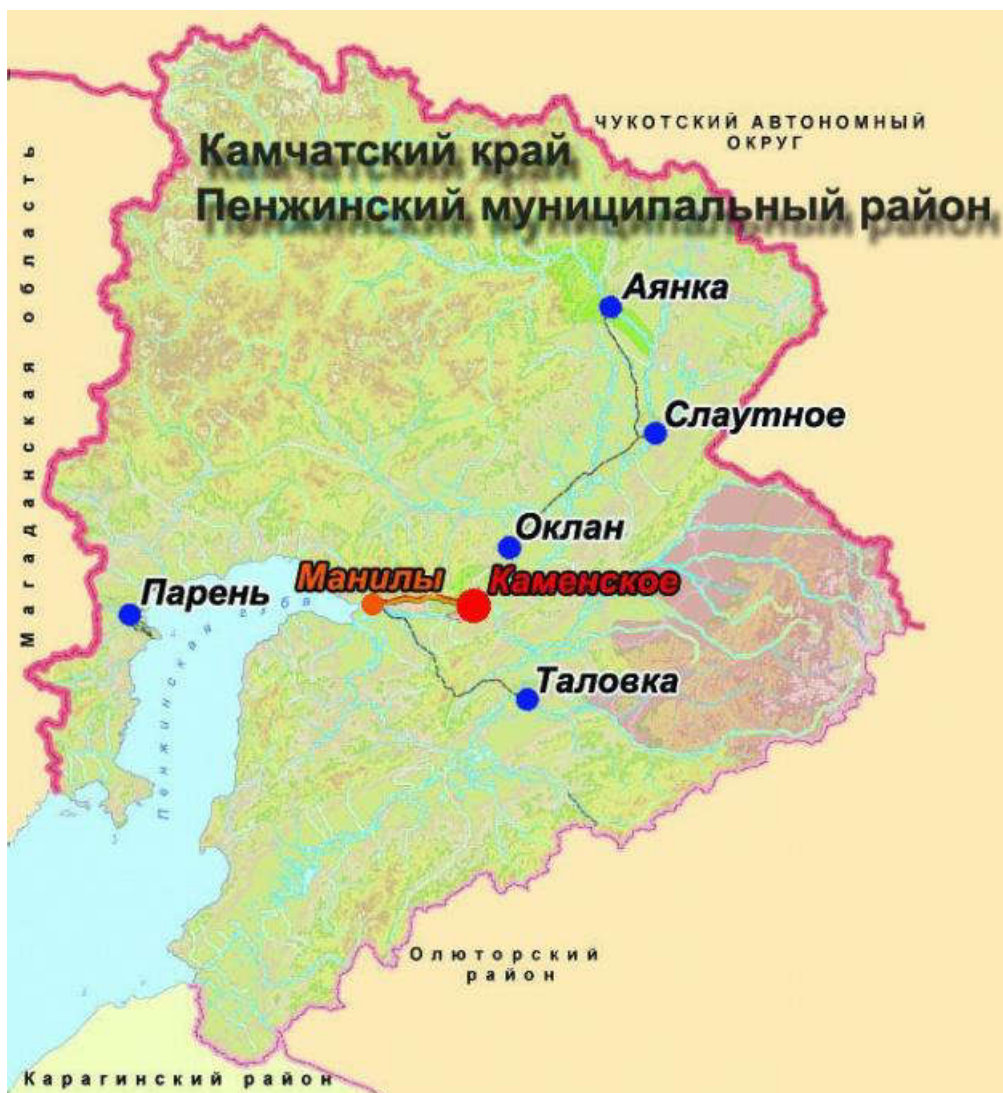 ЧУКОТСКИЙ АВТОНОМНЫЙ
ОКРУГ
Камчатский край
Пенжинский муниципальный район
Магаданская область
Аянка
Слаутное
Оклан
Манилы
Каменское
Парень
Пенжинская губа
Таловка
Олюторский
район
Карагинский район